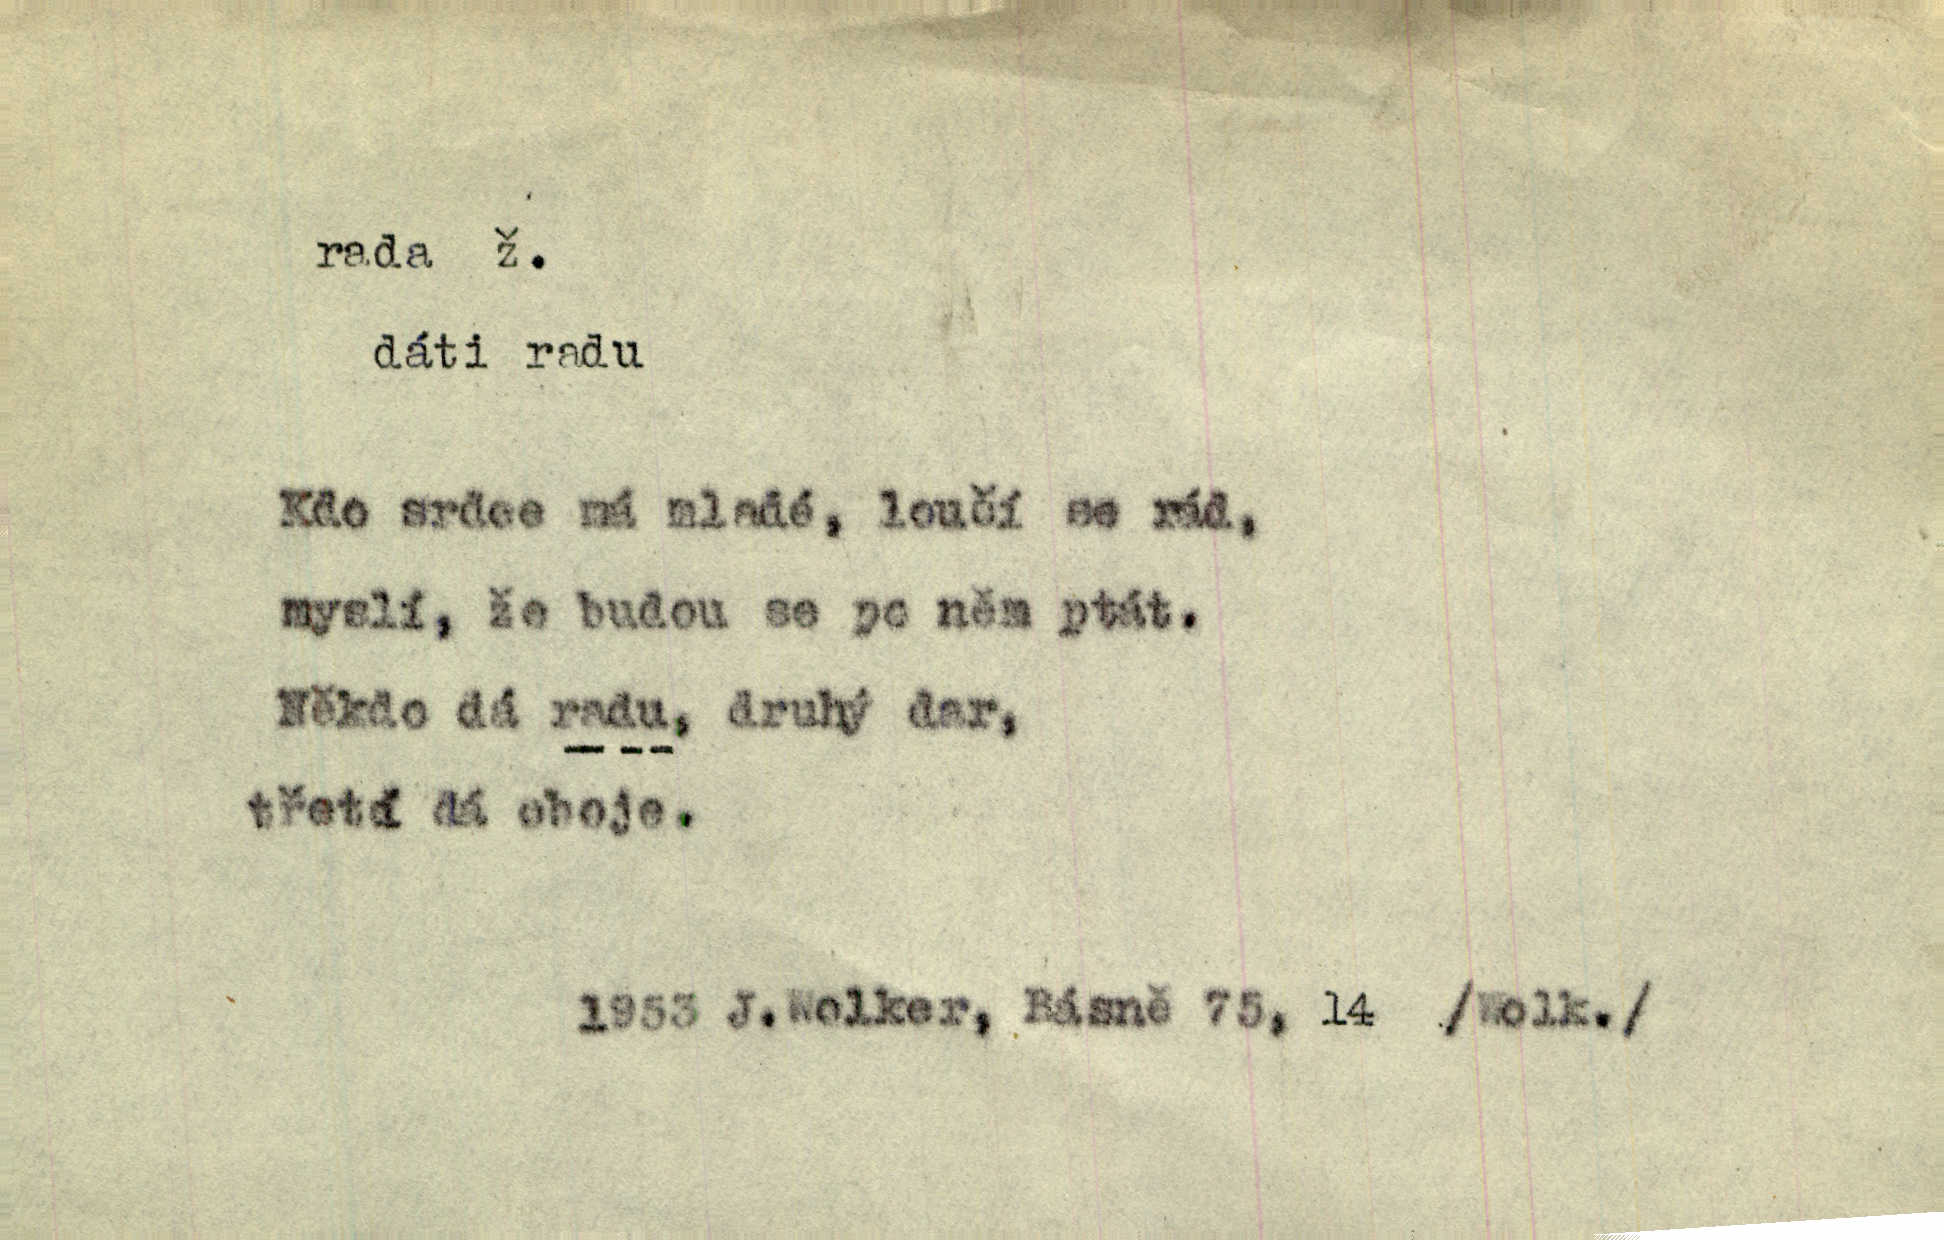 rada ž.
dáti radu
Kdo srdce má mladé, loučí se rád,
myslí, že budou se po něm ptát.
Někdo dá radu, druhý dar,
třetí dá oboje.
1953 J.Wolker, Básně 75, 14 /Wolk./